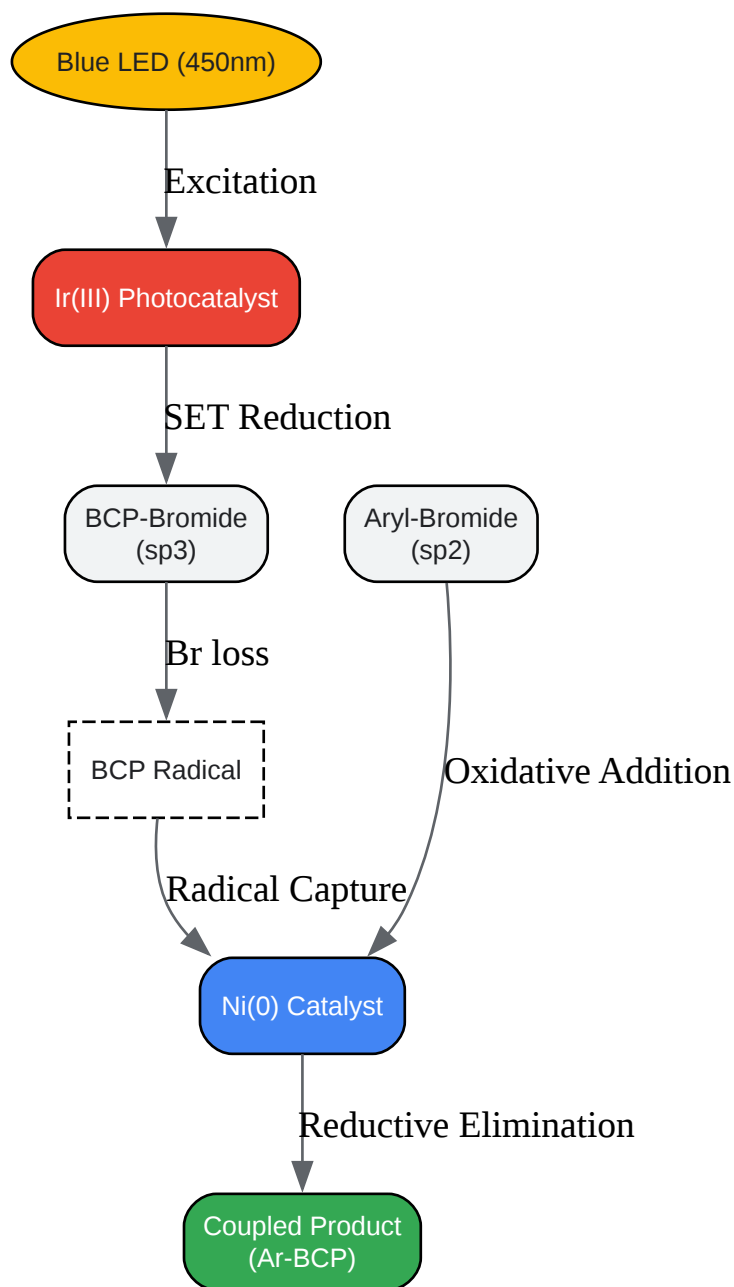 Blue LED (450nm)
Excitation
Ir(III) Photocatalyst
SET Reduction
BCP-Bromide
(sp3)
Aryl-Bromide
(sp2)
Br loss
BCP Radical
Oxidative Addition
Radical Capture
Ni(0) Catalyst
Reductive Elimination
Coupled Product
(Ar-BCP)